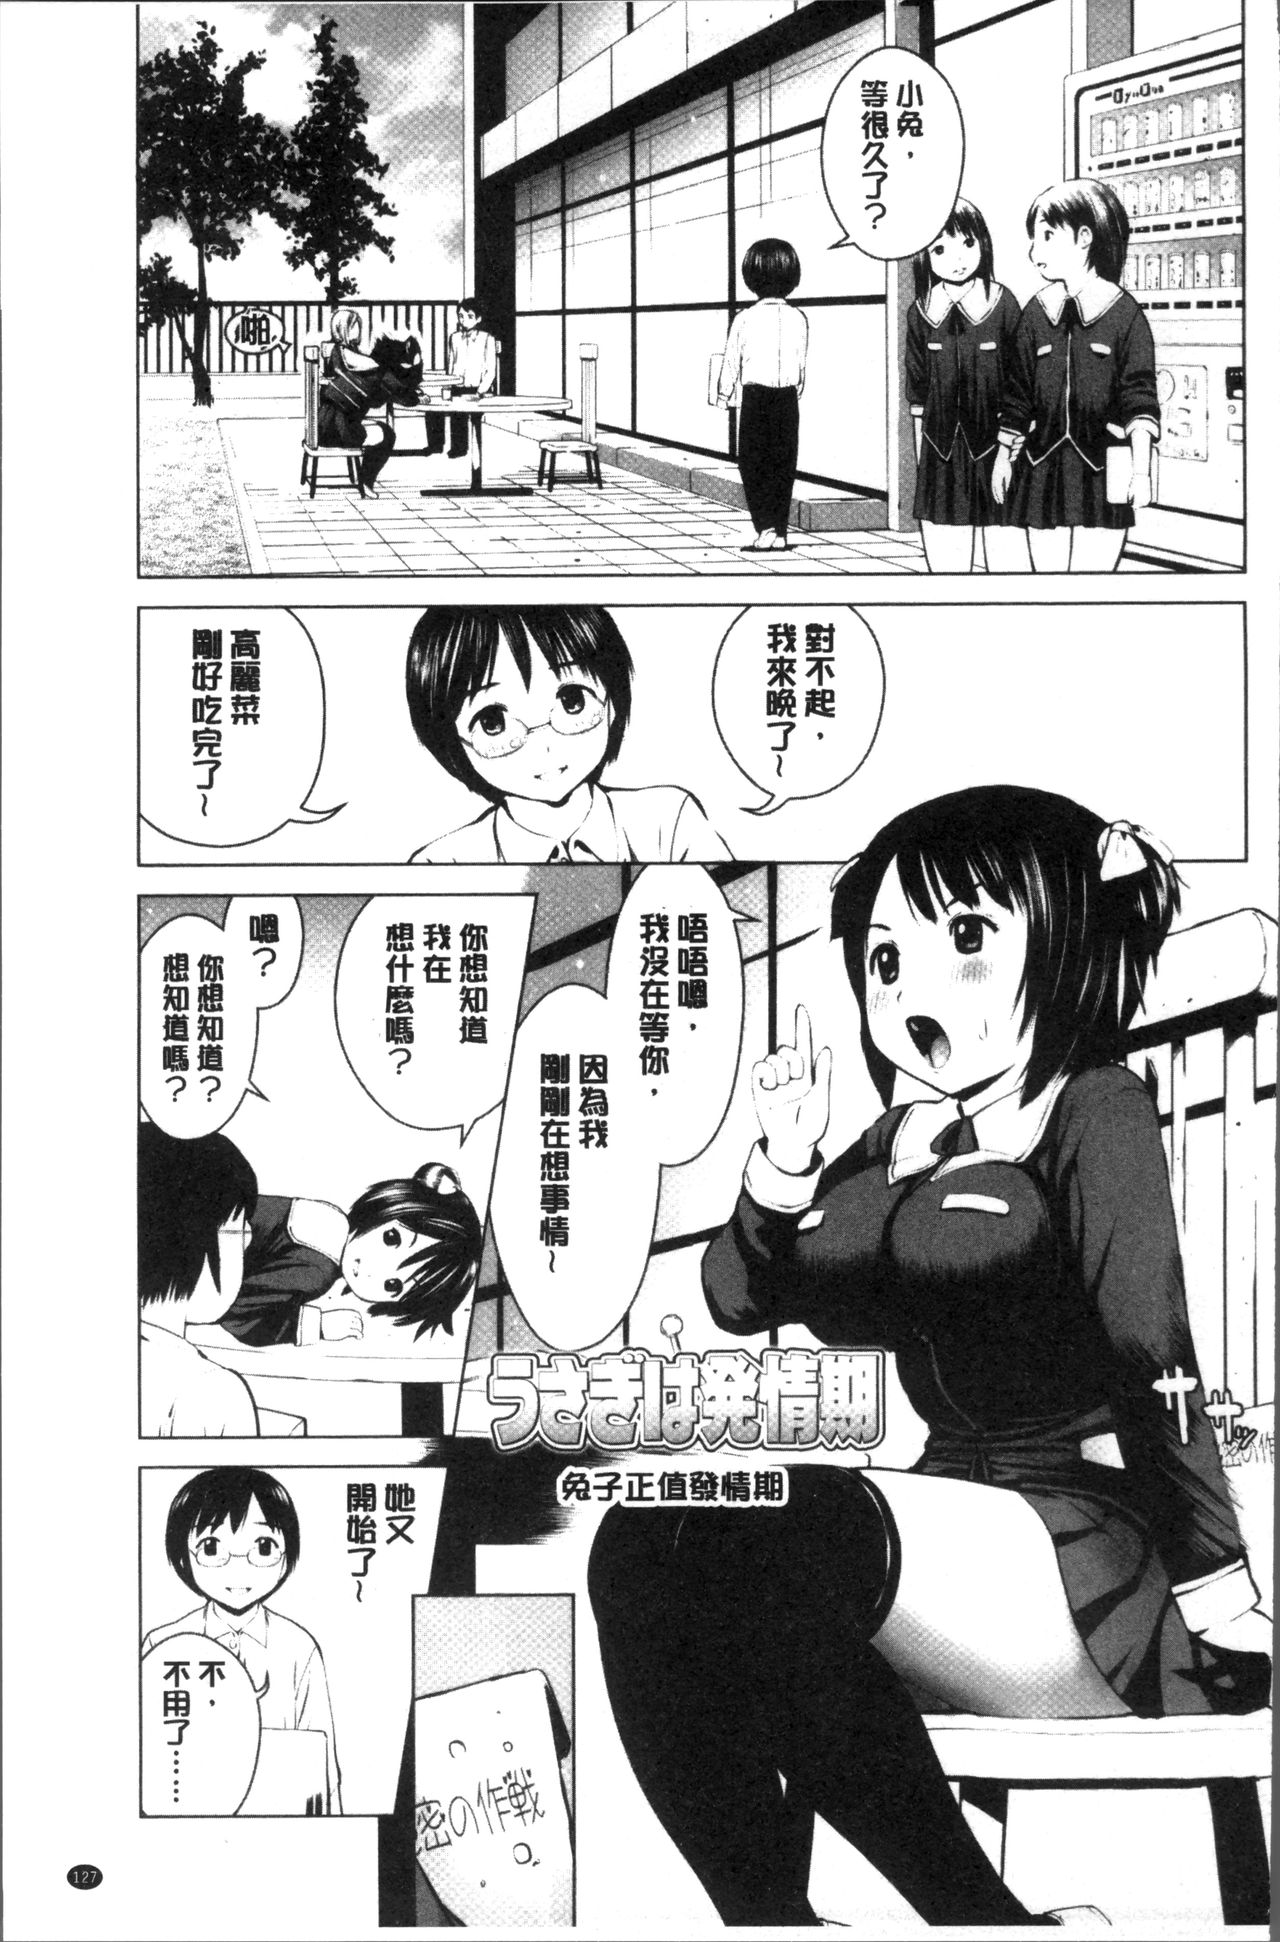 小兔，
等很久了？
啪
對不起，
我來晚了～
高麗菜
剛好吃完了～
唔唔嗯，
我沒在等你，
因為我
剛剛在想事情～
你想知道
我在
想什麼嗎？
嗯？
你想知道？
想知道嗎？
うさぎは発情期
兔子正值發情期
ササッ
她又
開始了～
不，
不用了……
密の作戦
127